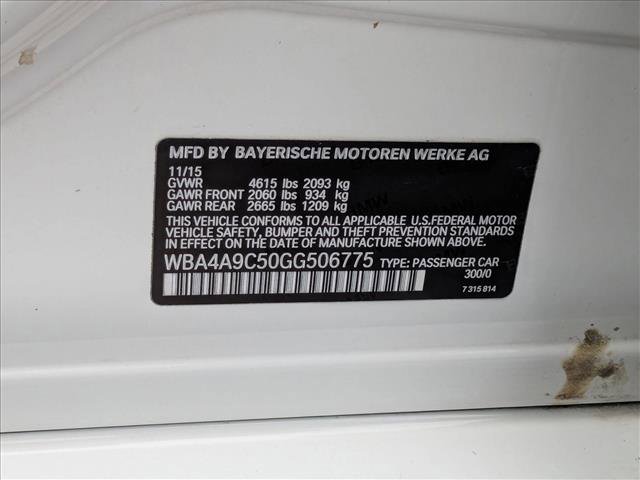 MFD BY BAYERISCHE MOTOREN WERKE AG
11/15
GVWR 4615 lbs 2093 kg
GAWR FRONT 2060 lbs 934 kg
GAWR REAR 2665 lbs 1209 kg
THIS VEHICLE CONFORMS TO ALL APPLICABLE U.S.FEDERAL MOTOR
VEHICLE SAFETY, BUMPER, AND THEFT PREVENTION STANDARDS
IN EFFECT ON THE DATE OF MANUFACTURE SHOWN ABOVE.
WBA4A9C50GG506775 TYPE: PASSENGER CAR
300/0
7 315 814